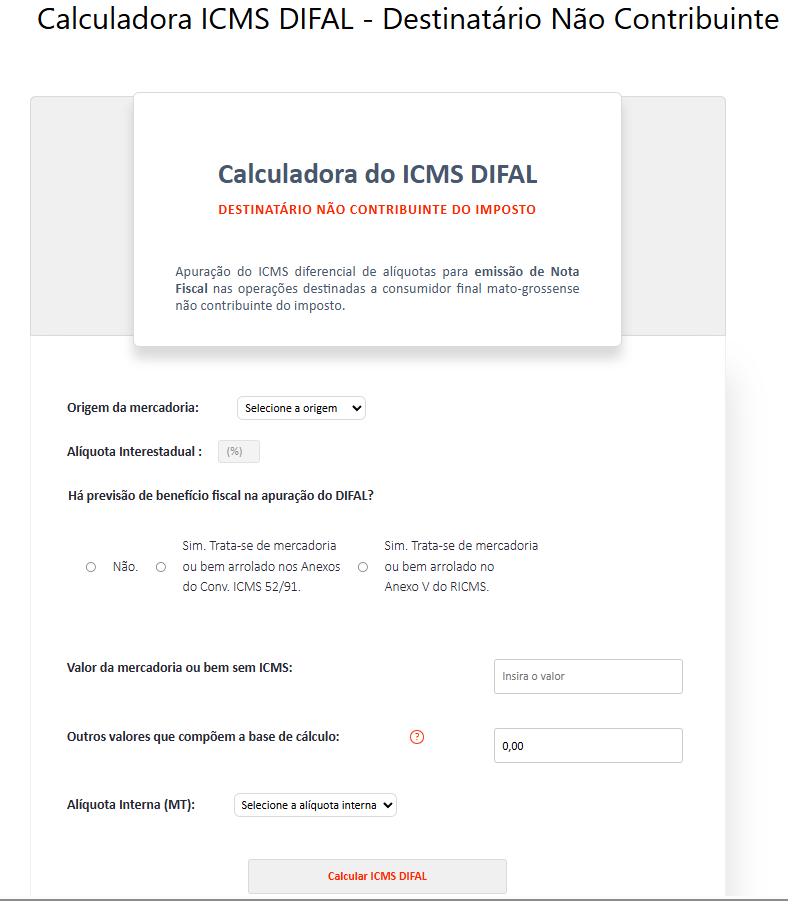 Calculadora ICMS DIFAL - Destinatário Não Contribuinte
Calculadora do ICMS DIFAL
DESTINATÁRIO NÃO CONTRIBUINTE DO IMPOSTO
Apuração do ICMS diferencial de alíquotas para emissão de Nota
Fiscal nas operações destinadas a consumidor final mato-grossense
não contribuinte do imposto.
Origem da mercadoria: Selecione a origem
Alíquota Interestadual : (%)
Há previsão de benefício fiscal na apuração do DIFAL?
Não.
Sim. Trata-se de mercadoria
ou bem arrolado nos Anexos
do Conv. ICMS 52/91.
Sim. Trata-se de mercadoria
ou bem arrolado no
Anexo V do RICMS.
Valor da mercadoria ou bem sem ICMS: Insira o valor
Outros valores que compõem a base de cálculo: ? 0,00
Alíquota Interna (MT): Selecione a alíquota interna
Calcular ICMS DIFAL